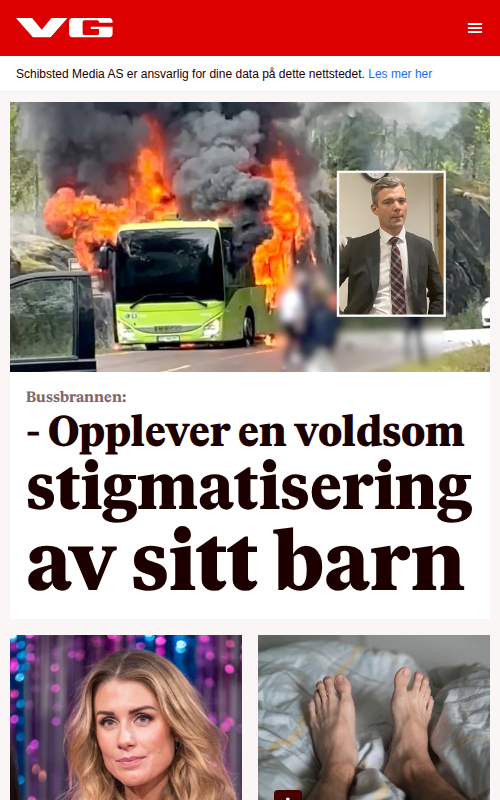 VG
Schibsted Media AS er ansvarlig for dine data på dette nettstedet. Les mer her
Bussbrannen:
- Opplever en voldsom
stigmatisering
av sitt barn